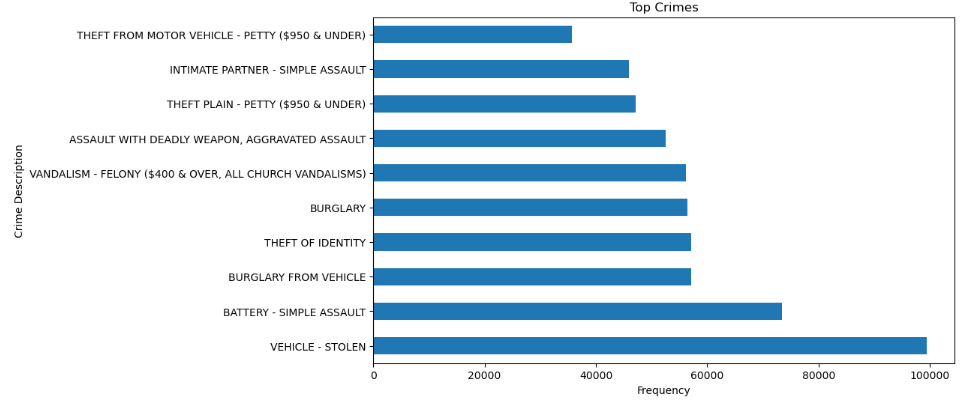 Top Crimes
Crime Description
THEFT FROM MOTOR VEHICLE - PETTY ($950 & UNDER)
INTIMATE PARTNER - SIMPLE ASSAULT
THEFT PLAIN - PETTY ($950 & UNDER)
ASSAULT WITH DEADLY WEAPON, AGGRAVATED ASSAULT
VANDALISM - FELONY ($400 & OVER, ALL CHURCH VANDALISMS)
BURGLARY
THEFT OF IDENTITY
BURGLARY FROM VEHICLE
BATTERY - SIMPLE ASSAULT
VEHICLE - STOLEN
0 20000 40000 60000 80000 100000
Frequency